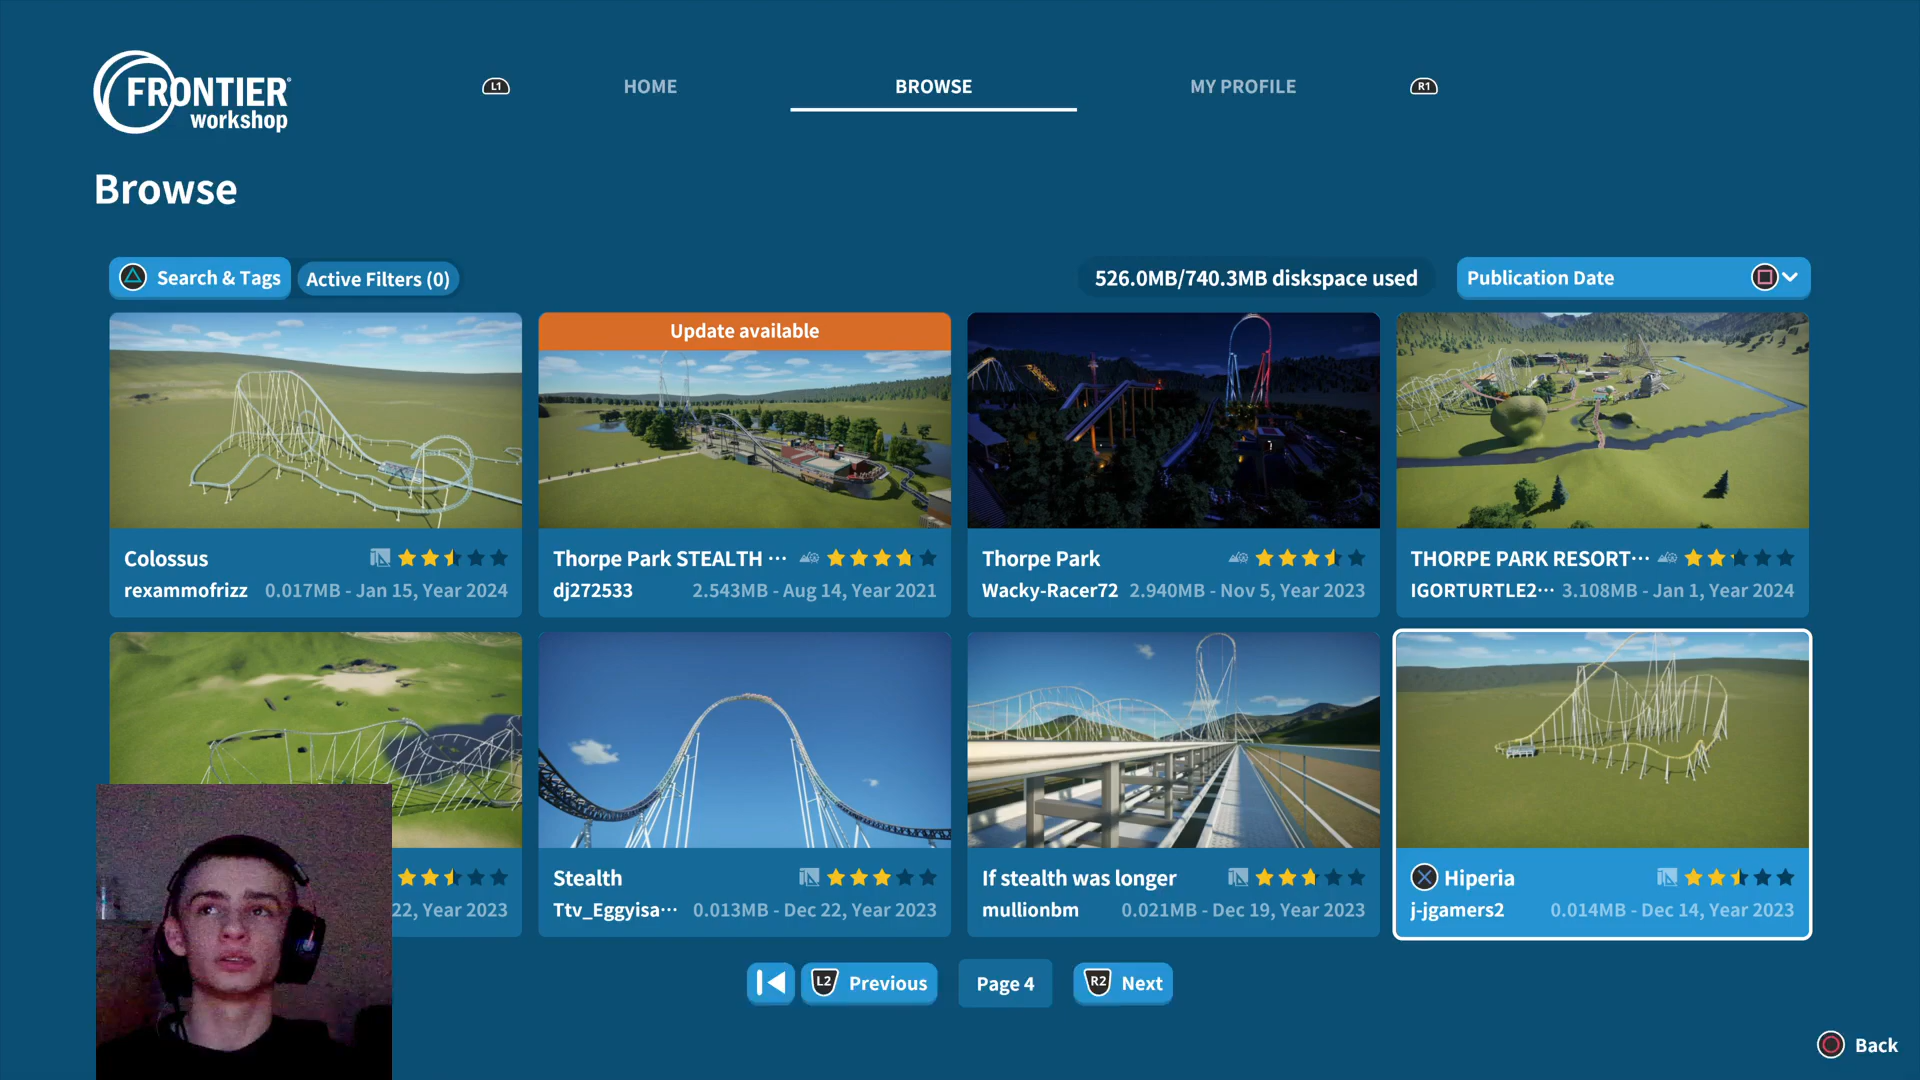 FRONTIER
workshop
L1
HOME
BROWSE
MY PROFILE
R1
Browse
Search & Tags
Active Filters (0)
526.0MB/740.3MB diskspace used
Publication Date
Colossus
rexammofrizz 0.017MB - Jan 15, Year 2024
Update available
Thorpe Park STEALTH ···
dj272533 2.543MB - Aug 14, Year 2021
Thorpe Park
Wacky-Racer72 2.940MB - Nov 5, Year 2023
THORPE PARK RESORT···
IGORTURTLE2··· 3.108MB - Jan 1, Year 2024
22, Year 2023
Stealth
Ttv_Eggyisa··· 0.013MB - Dec 22, Year 2023
If stealth was longer
mullionbm 0.021MB - Dec 19, Year 2023
Hiperia
j-jgamers2 0.014MB - Dec 14, Year 2023
L2 Previous
Page 4
R2 Next
Back